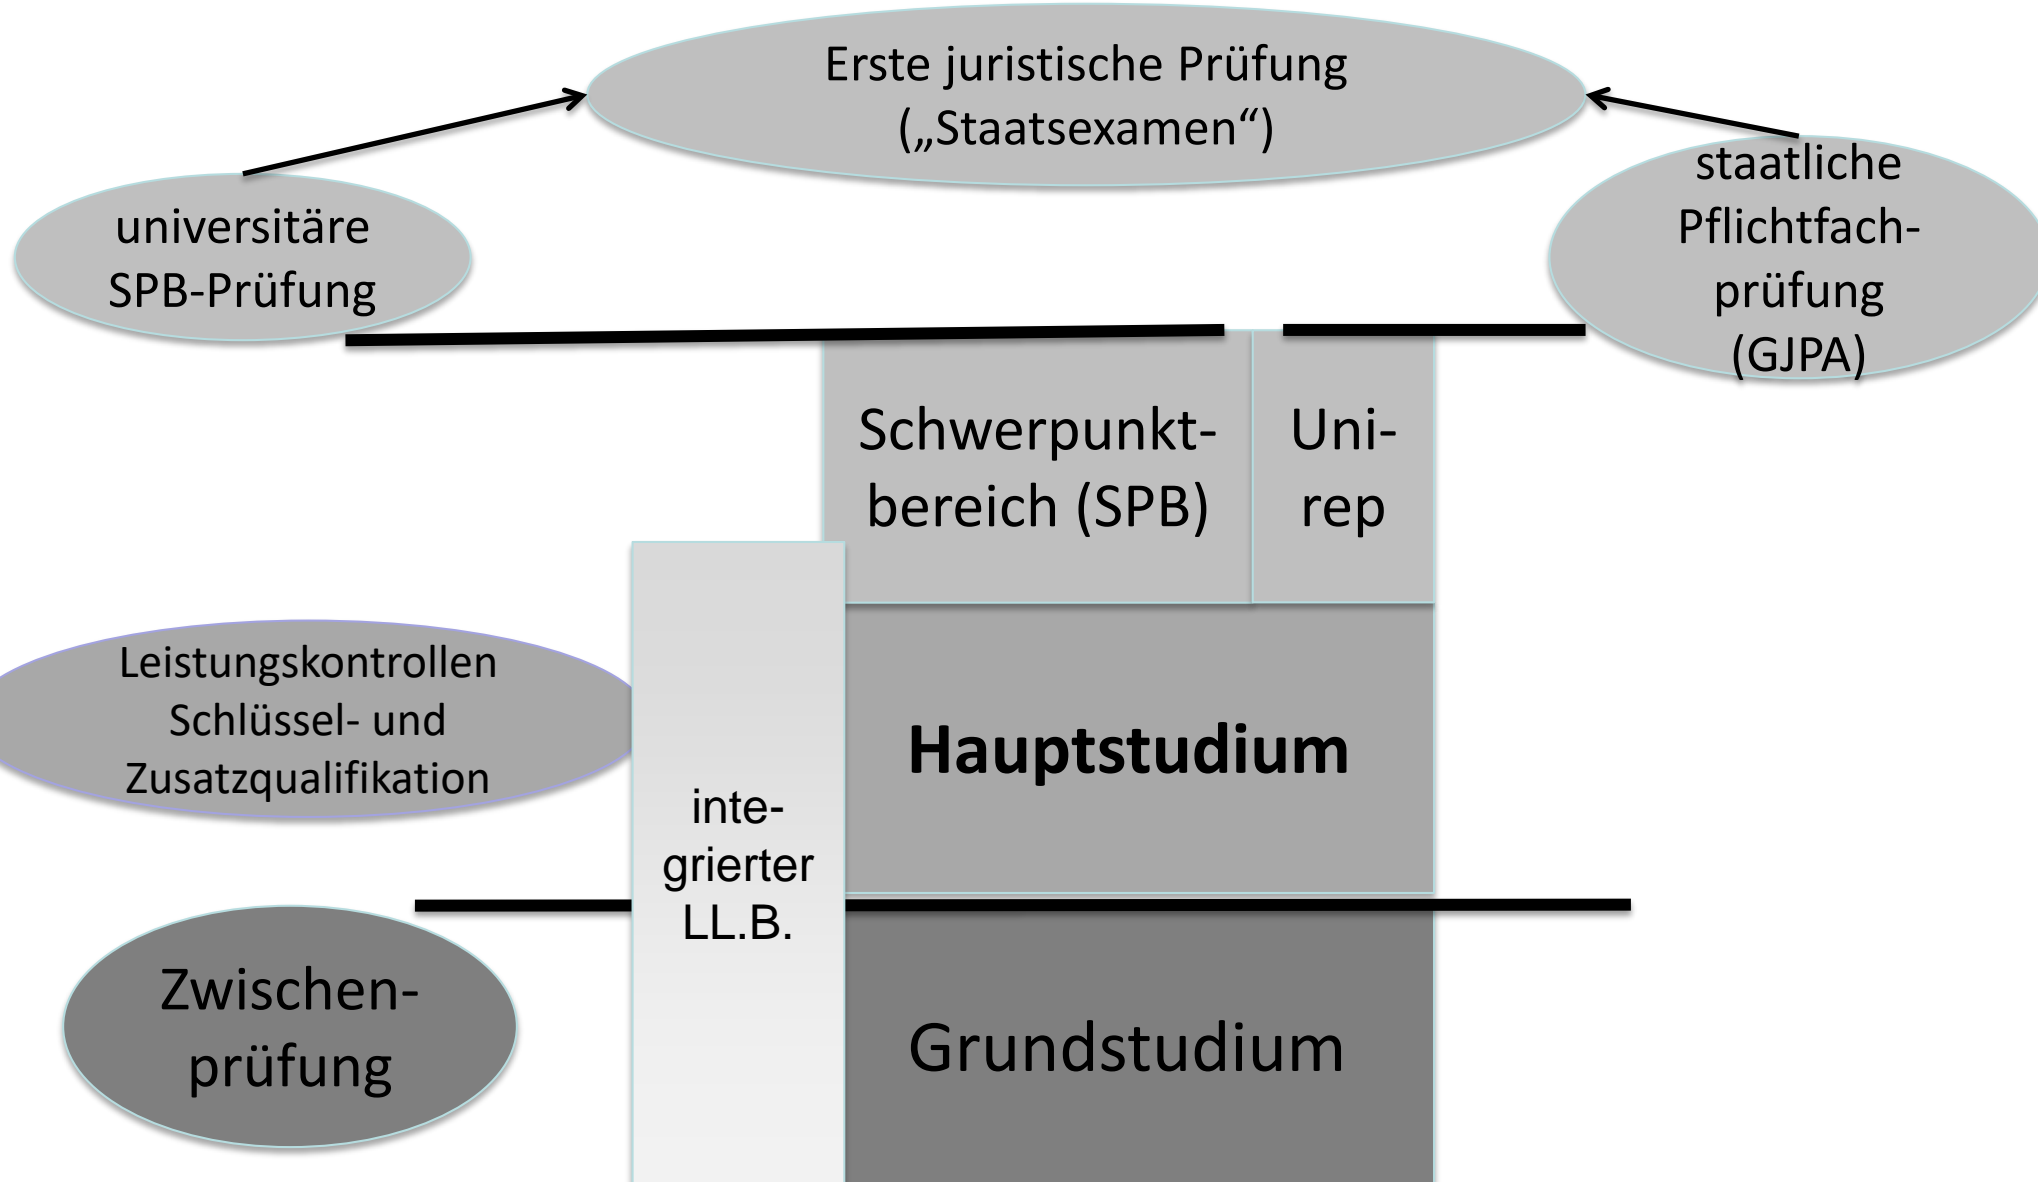 Erste juristische Prüfung
(„Staatsexamen“)
universitäre
SPB-Prüfung
staatliche
Pflichtfach-
prüfung
(GJPA)
Schwerpunkt-
bereich (SPB)
Uni-
rep
Leistungskontrollen
Schlüssel- und
Zusatzqualifikation
Hauptstudium
inte-
grierter
LL.B.
Zwischen-
prüfung
Grundstudium